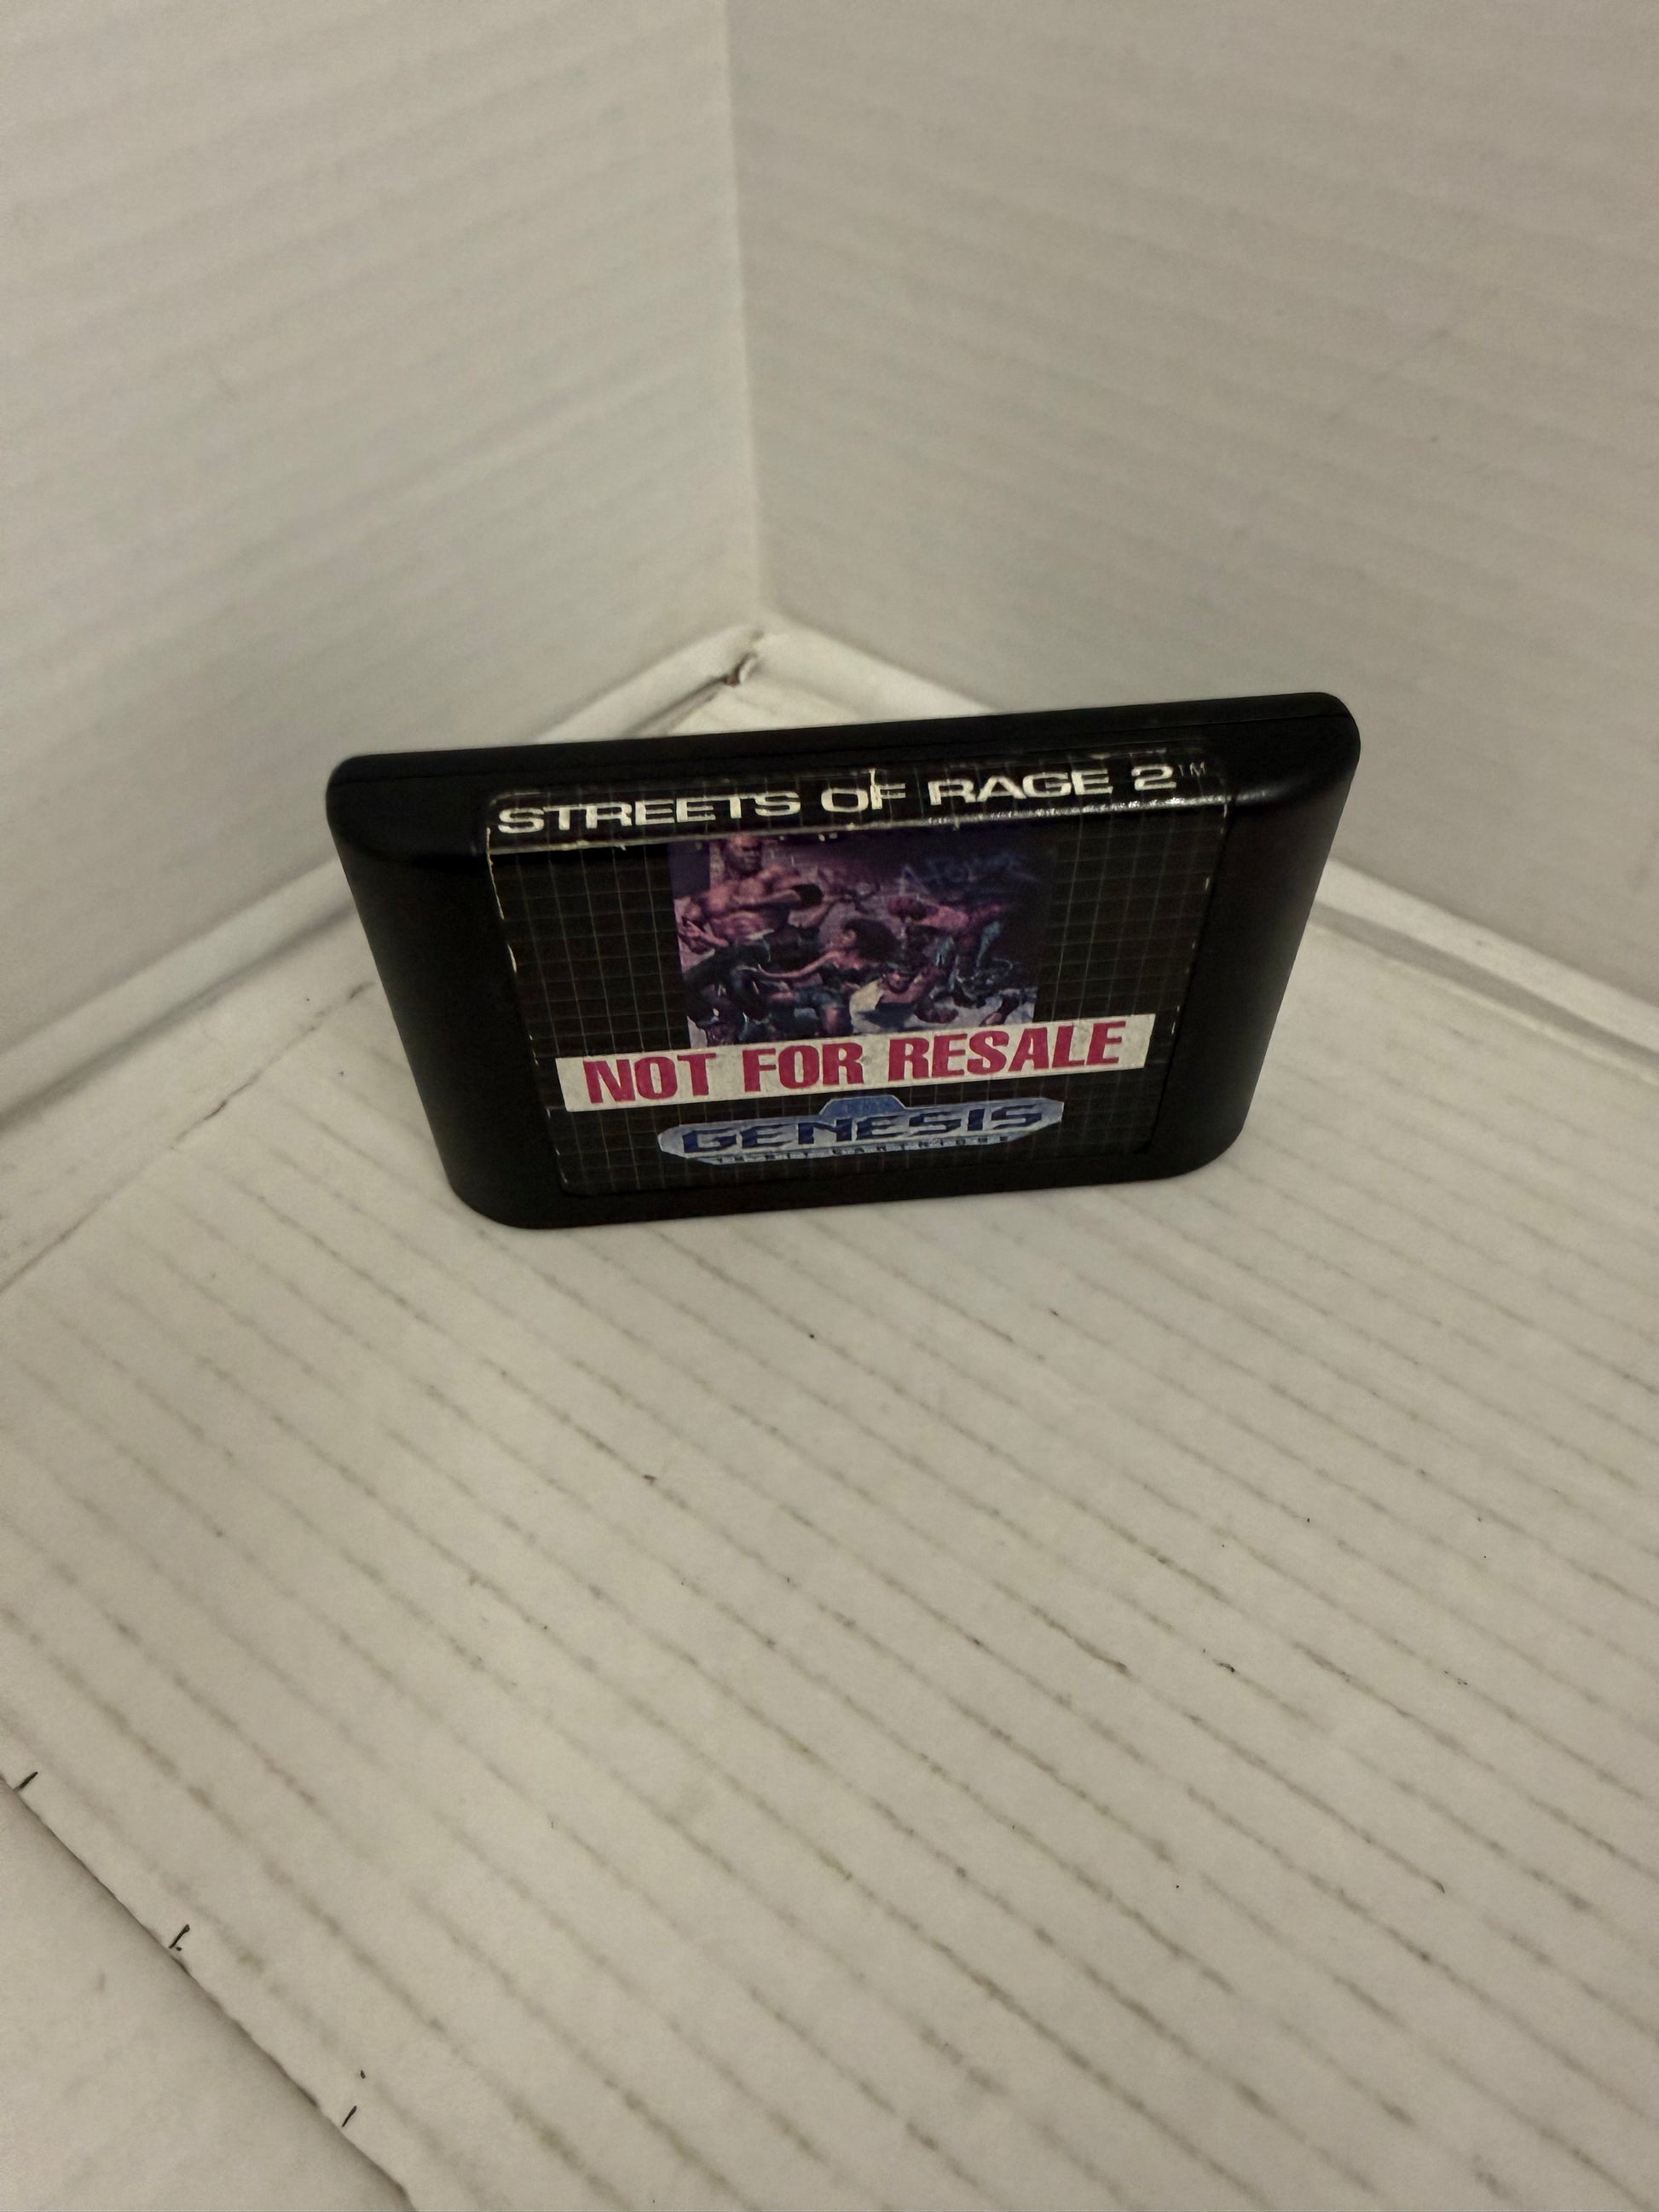 STREETS OF RAGE 2™
NOT FOR RESALE
GENESIS